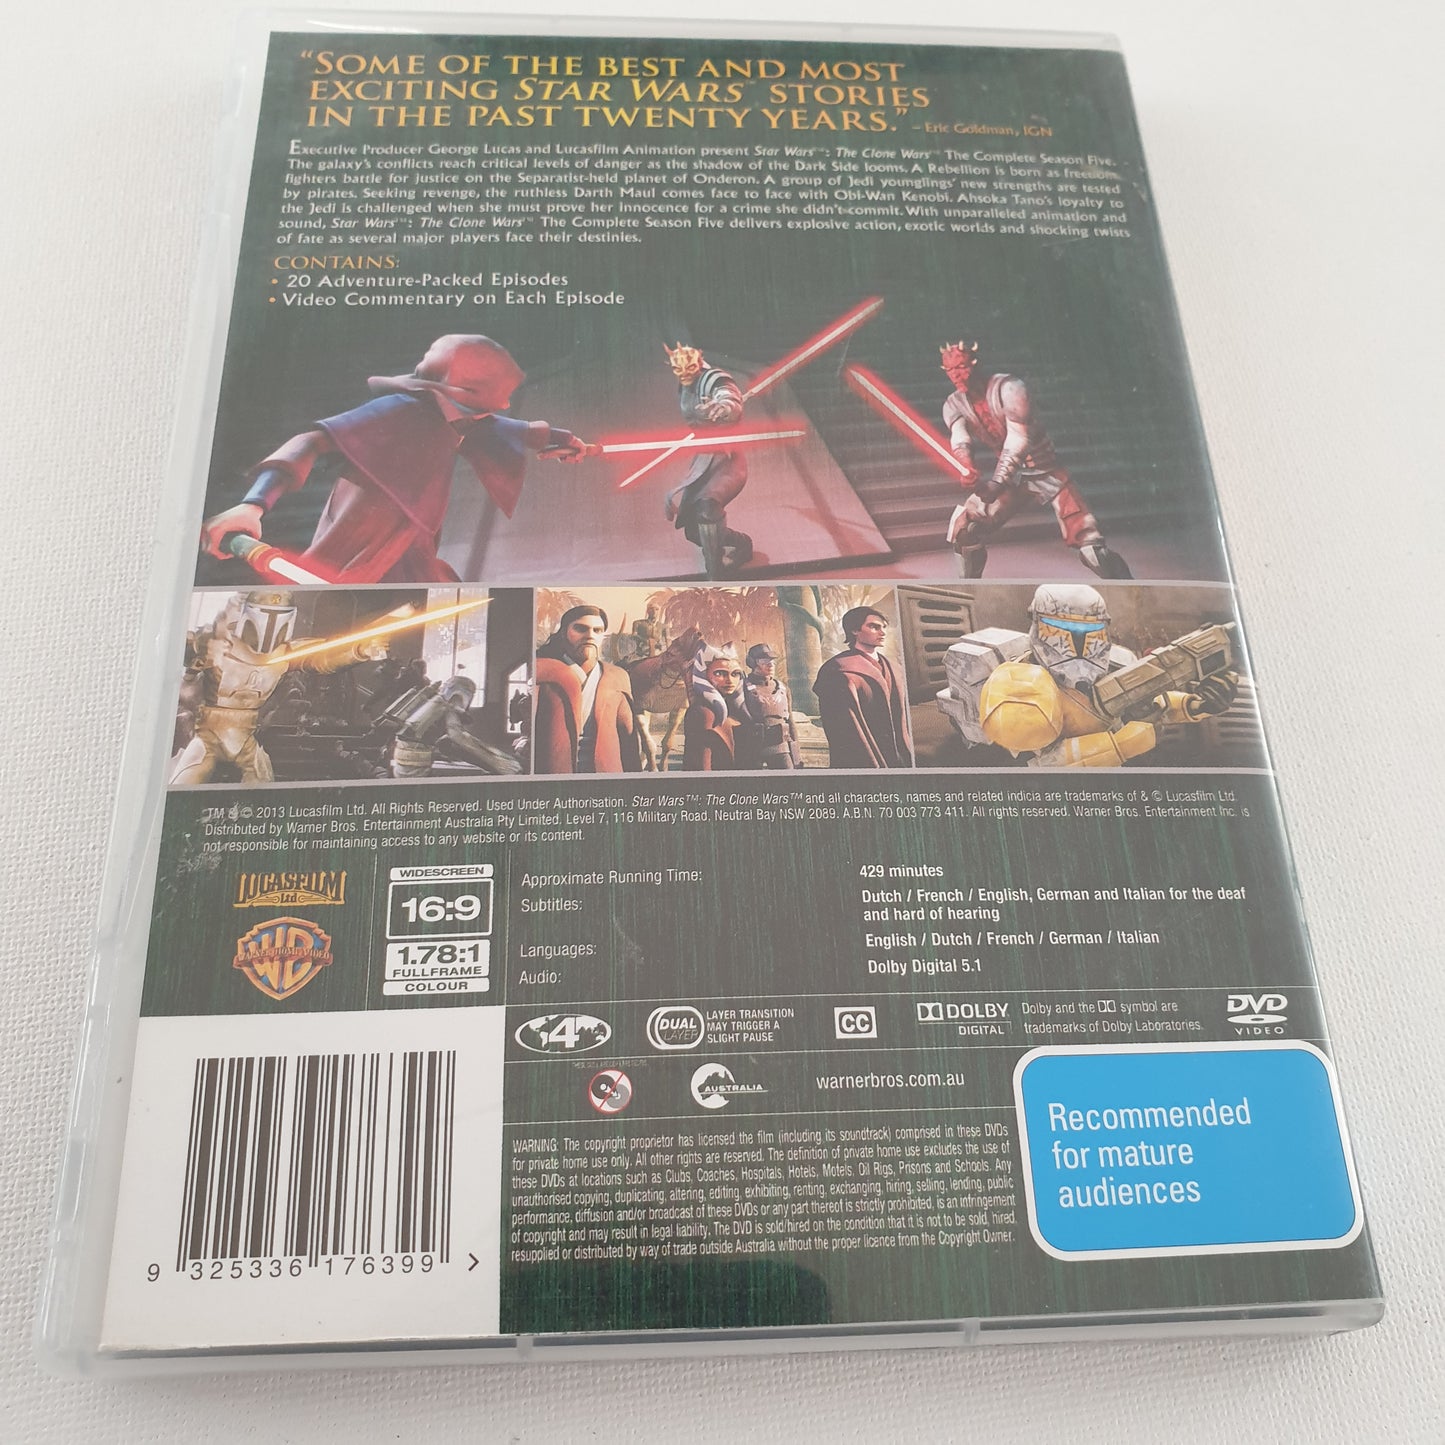 “SOME OF THE BEST AND MOST
EXCITING STAR WARS™ STORIES
IN THE PAST TWENTY YEARS.” – Eric Goldman, IGN
Executive Producer George Lucas and Lucasfilm Animation present Star Wars™: The Clone Wars™ The Complete Season Five.
The galaxy's conflicts reach critical levels of danger as the shadow of the Dark Side looms. A Rebellion is born as freedom
fighters battle for justice on the Separatist-held planet of Onderon. A group of Jedi younglings' new strengths are tested
by pirates. Seeking revenge, the ruthless Darth Maul comes face to face with Obi-Wan Kenobi. Ahsoka Tano's loyalty to
the Jedi is challenged when she must prove her innocence for a crime she didn't commit. With unparalleled animation and
sound, Star Wars™: The Clone Wars™ The Complete Season Five delivers explosive action, exotic worlds and shocking twists
of fate as several major players face their destinies.
CONTAINS:
• 20 Adventure-Packed Episodes
• Video Commentary on Each Episode
TM & © 2013 Lucasfilm Ltd. All Rights Reserved. Used Under Authorisation. Star Wars™: The Clone Wars™ and all characters, names and related indicia are trademarks of & © Lucasfilm Ltd.
Distributed by Warner Bros. Entertainment Australia Pty Limited. Level 7, 116 Military Road, Neutral Bay NSW 2089. A.B.N. 70 003 773 411. All rights reserved. Warner Bros. Entertainment Inc. is
not responsible for maintaining access to any website or its content.
LUCASFILM
Ltd
WB
WARNER HOME VIDEO
WIDESCREEN
16:9
1.78:1
FULLFRAME
COLOUR
Approximate Running Time: 429 minutes
Subtitles: Dutch / French / English, German and Italian for the deaf
and hard of hearing
Languages: English / Dutch / French / German / Italian
Audio: Dolby Digital 5.1
4
DUAL
LAYER
LAYER TRANSITION
MAY TRIGGER A
SLIGHT PAUSE
CC
DOLBY
DIGITAL
Dolby and the DD symbol are
trademarks of Dolby Laboratories.
DVD
VIDEO
AUSTRALIA
warnerbros.com.au
WARNING: The copyright proprietor has licensed the film (including its soundtrack) comprised in these DVDs
for private home use only. All other rights are reserved. The definition of private home use excludes the use of
these DVDs at locations such as Clubs, Coaches, Hospitals, Hotels, Motels, Oil Rigs, Prisons and Schools. Any
unauthorised copying, duplicating, altering, editing, exhibiting, renting, exchanging, hiring, selling, lending, public
performance, diffusion and/or broadcast of these DVDs or any part thereof is strictly prohibited, is an infringement
of copyright and may result in legal liability. The DVD is sold/hired on the condition that it is not to be sold, hired,
resupplied or distributed by way of trade outside Australia without the proper licence from the Copyright Owner.
Recommended
for mature
audiences
9 325336 176399 >